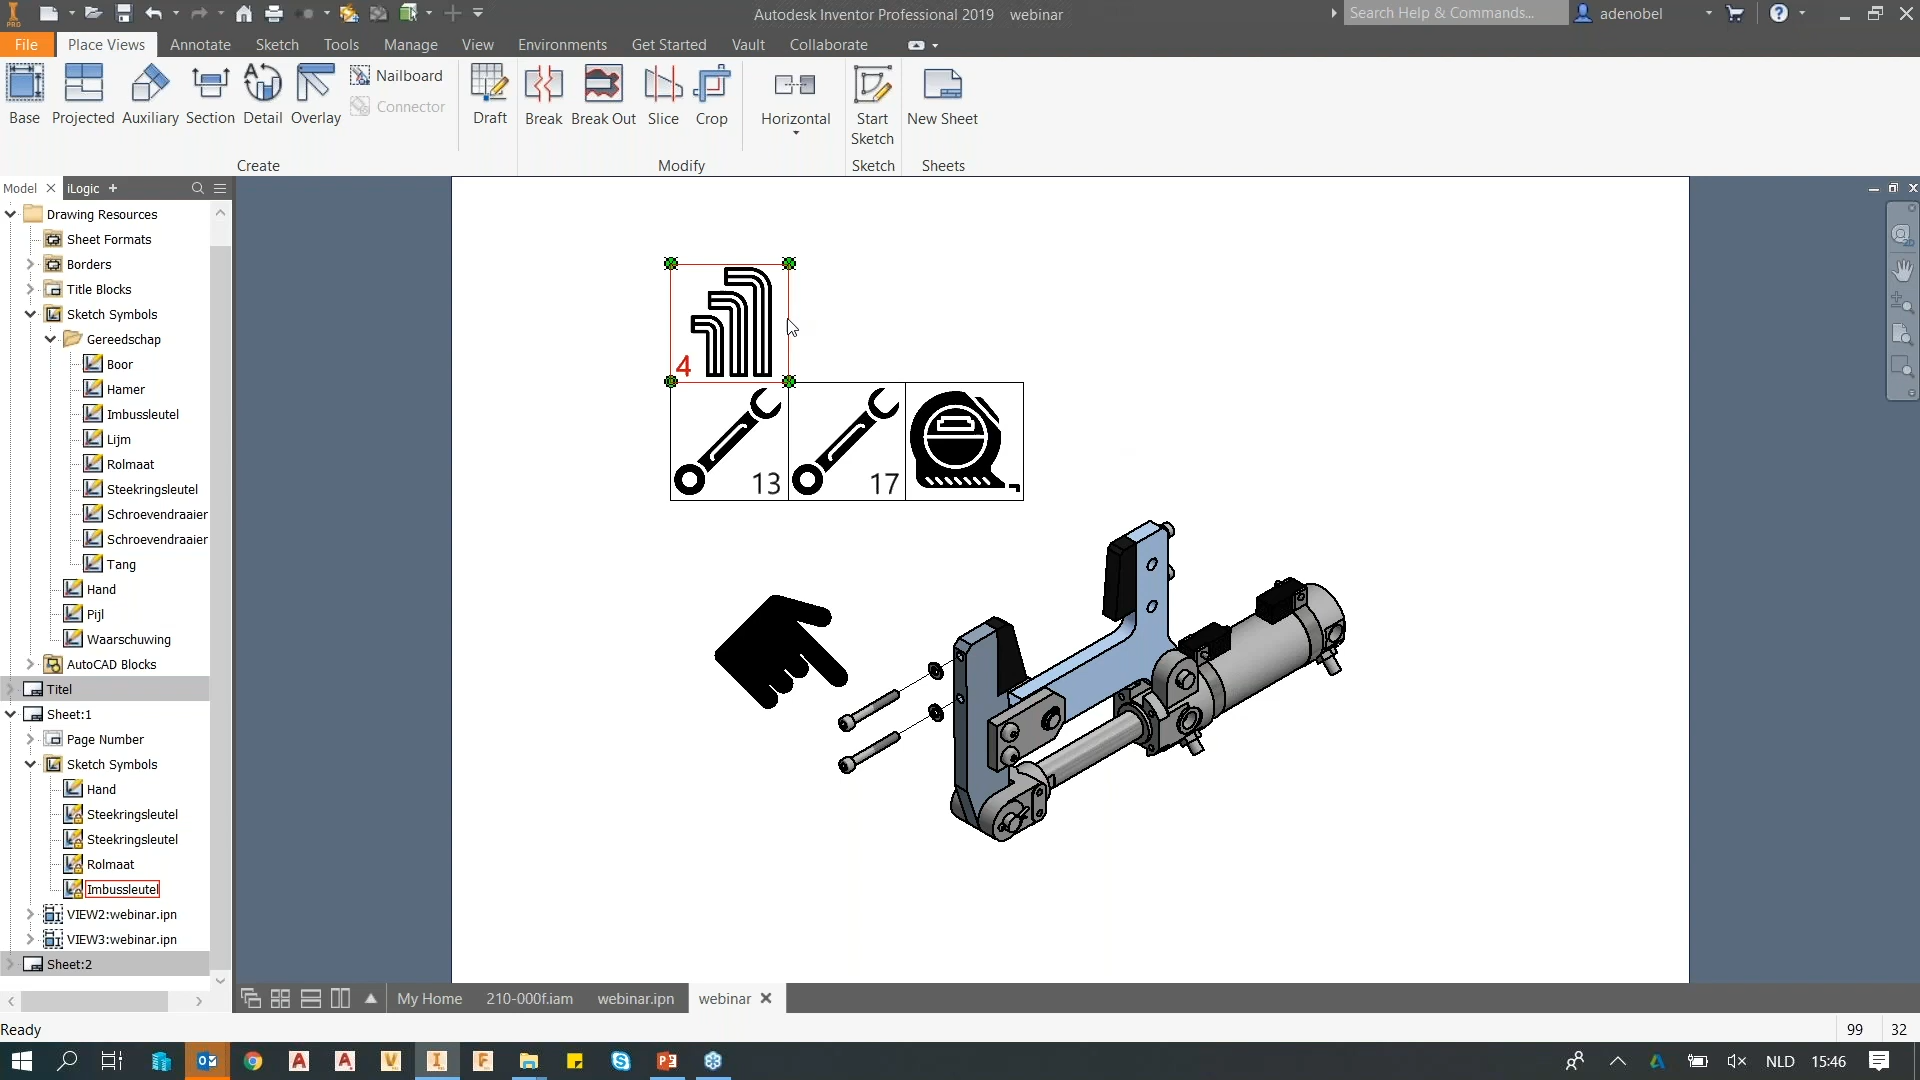 Autodesk Inventor Professional 2019 webinar
Search Help & Commands...
adenobel
File Place Views Annotate Sketch Tools Manage View Environments Get Started Vault Collaborate
Base Projected Auxiliary Section Detail Overlay
Nailboard
Connector
Draft
Break Break Out Slice Crop
Horizontal
Start Sketch
New Sheet
Create Modify Sketch Sheets
Model iLogic
Drawing Resources
Sheet Formats
Borders
Title Blocks
Sketch Symbols
Gereedschap
Boor
Hamer
Imbussleutel
Lijm
Rolmaat
Steekringsleutel
Schroevendraaier
Schroevendraaier
Tang
Hand
Pijl
Waarschuwing
AutoCAD Blocks
Titel
Sheet:1
Page Number
Sketch Symbols
Hand
Steekringsleutel
Steekringsleutel
Rolmaat
Imbussleutel
VIEW2:webinar.ipn
VIEW3:webinar.ipn
Sheet:2
4
13 17
My Home 210-000f.iam webinar.ipn webinar
Ready
99 32
NLD 15:46